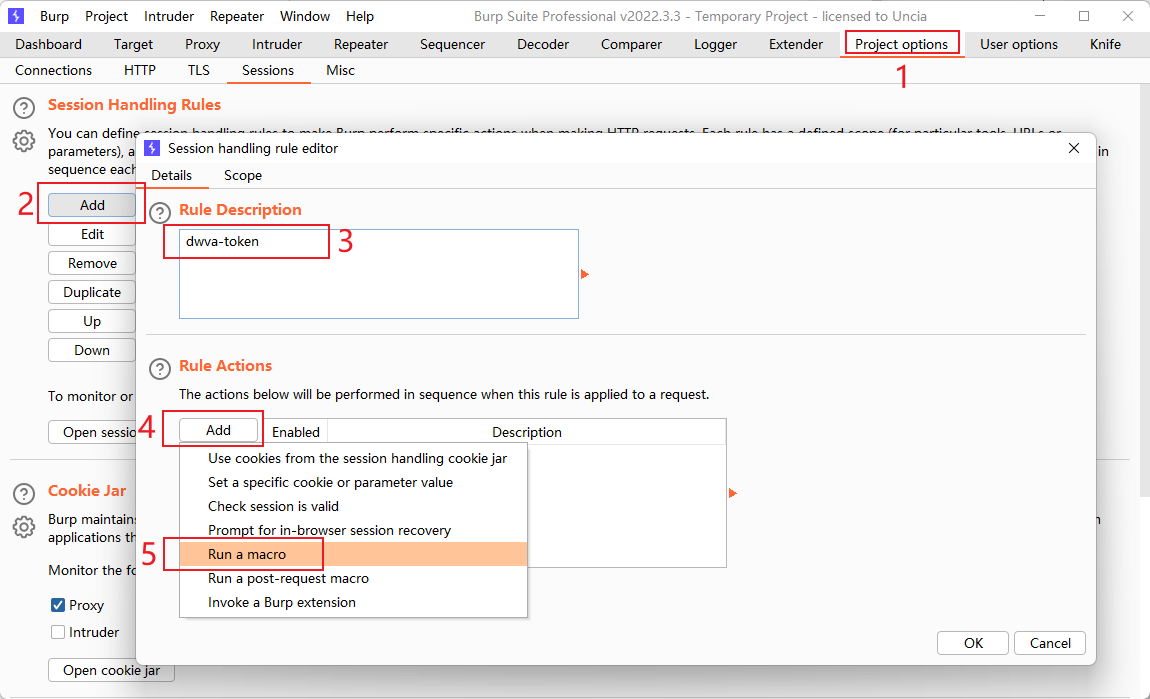 Burp Project Intruder Repeater Window Help Burp Suite Professional v2022.3.3 - Temporary Project - licensed to Uncia
Dashboard Target Proxy Intruder Repeater Sequencer Decoder Comparer Logger Extender Project options User options Knife
Connections HTTP TLS Sessions Misc
1
Session Handling Rules
You can define session handling rules to make Burp perform specific actions when making HTTP requests. Each rule has a defined scope (for particular tools, URLs or
parameters), a in
sequence each
2
Add
Edit
Remove
Duplicate
Up
Down
To monitor or
Open sessio
Cookie Jar
Burp maintains
applications th
Monitor the fo
Proxy
Intruder
Open cookie jar
Session handling rule editor
Details Scope
Rule Description
dwva-token
3
Rule Actions
The actions below will be performed in sequence when this rule is applied to a request.
4
Add Enabled Description
Use cookies from the session handling cookie jar
Set a specific cookie or parameter value
Check session is valid
Prompt for in-browser session recovery
5
Run a macro
Run a post-request macro
Invoke a Burp extension
OK Cancel